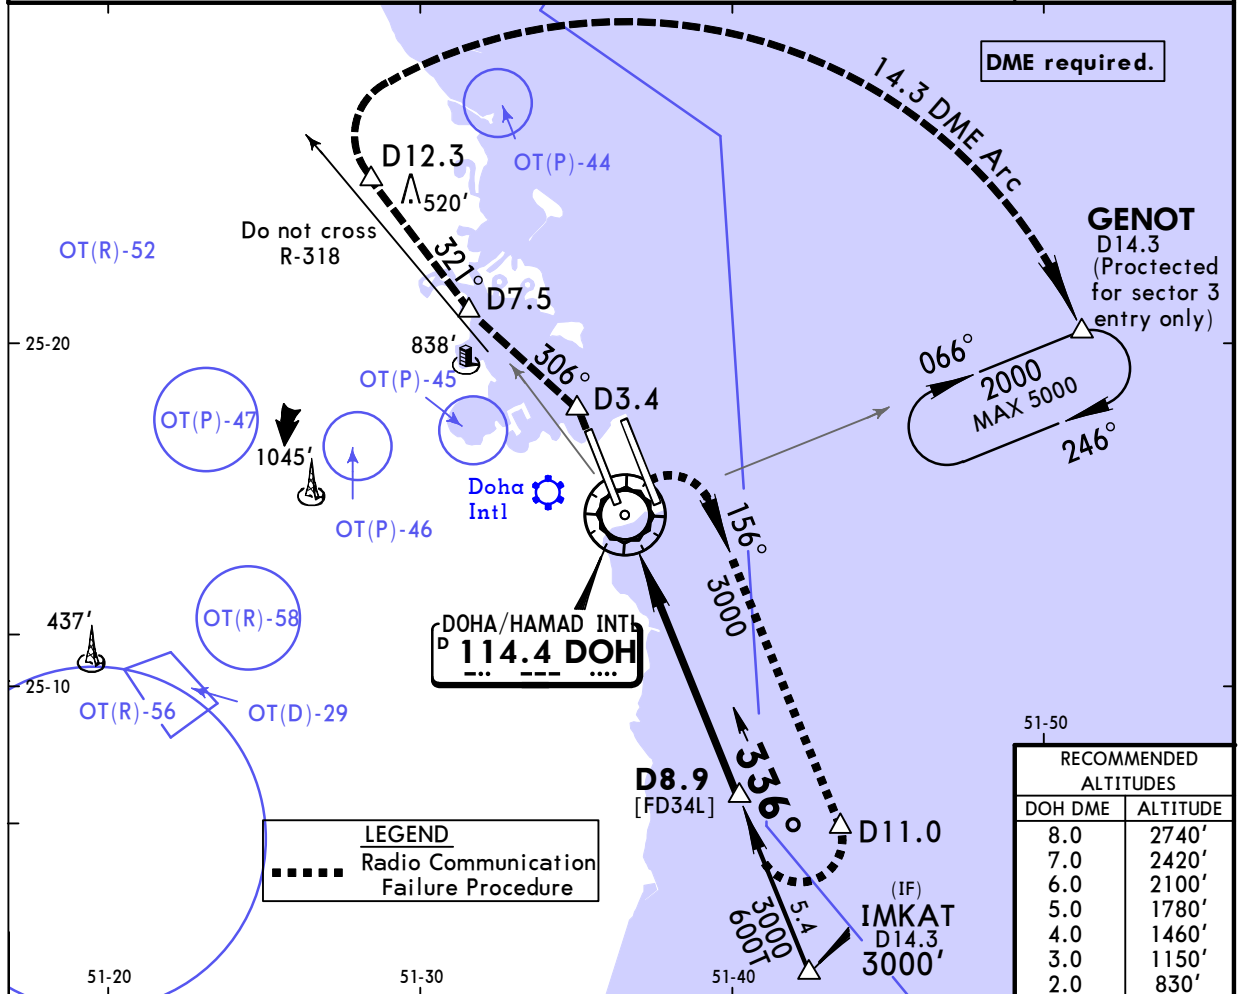 DME required.
14.3 DME Arc
D12.3
520'
OT(P)-44
GENOT
D14.3
(Proctected
for sector 3
entry only)
Do not cross
R-318
OT(R)-52
321°
D7.5
25-20
838'
306°
066°
2000
MAX 5000
246°
OT(P)-45
D3.4
OT(P)-47
1045'
Doha
Intl
OT(P)-46
156°
3000
OT(R)-58
437'
DOHA/HAMAD INTL
D 114.4 DOH
25-10
OT(R)-56
OT(D)-29
51-50
336°
D8.9
[FD34L]
D11.0
LEGEND
Radio Communication
Failure Procedure
(IF)
IMKAT
D14.3
3000'
5.4
3000
600T
RECOMMENDED
ALTITUDES
DOH DME ALTITUDE
8.0 2740'
7.0 2420'
6.0 2100'
5.0 1780'
4.0 1460'
3.0 1150'
2.0 830'
51-20
51-30
51-40